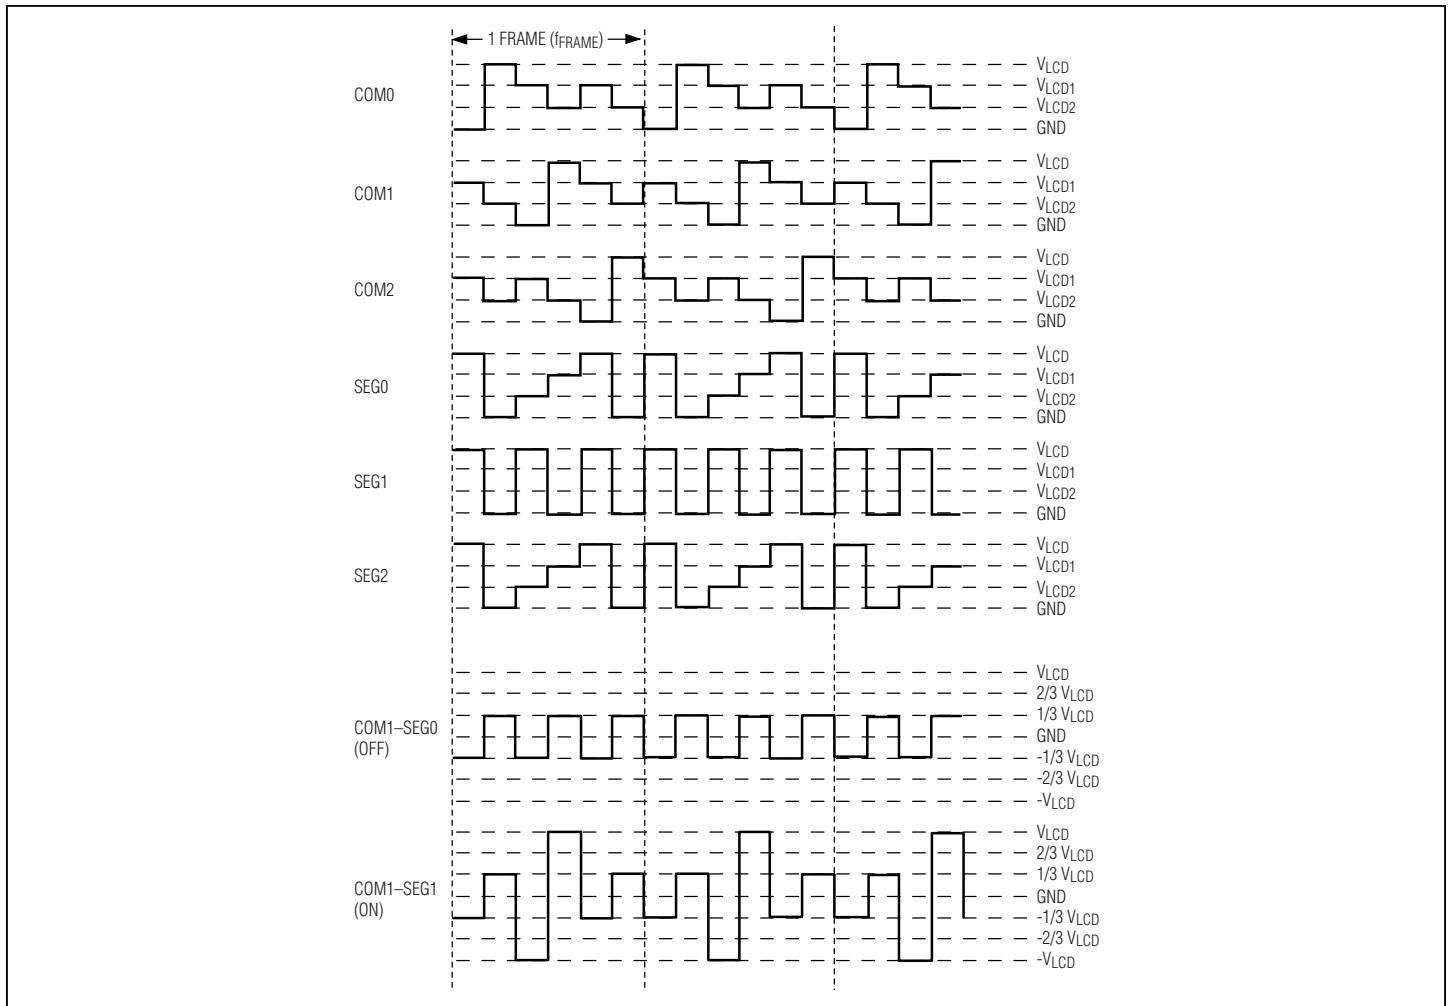 1 FRAME (fFRAME)
COM0
VLCD
VLCD1
VLCD2
GND
COM1
VLCD
VLCD1
VLCD2
GND
COM2
VLCD
VLCD1
VLCD2
GND
SEG0
VLCD
VLCD1
VLCD2
GND
SEG1
VLCD
VLCD1
VLCD2
GND
SEG2
VLCD
VLCD1
VLCD2
GND
COM1–SEG0
(OFF)
VLCD
2/3 VLCD
1/3 VLCD
GND
-1/3 VLCD
-2/3 VLCD
-VLCD
COM1–SEG1
(ON)
VLCD
2/3 VLCD
1/3 VLCD
GND
-1/3 VLCD
-2/3 VLCD
-VLCD